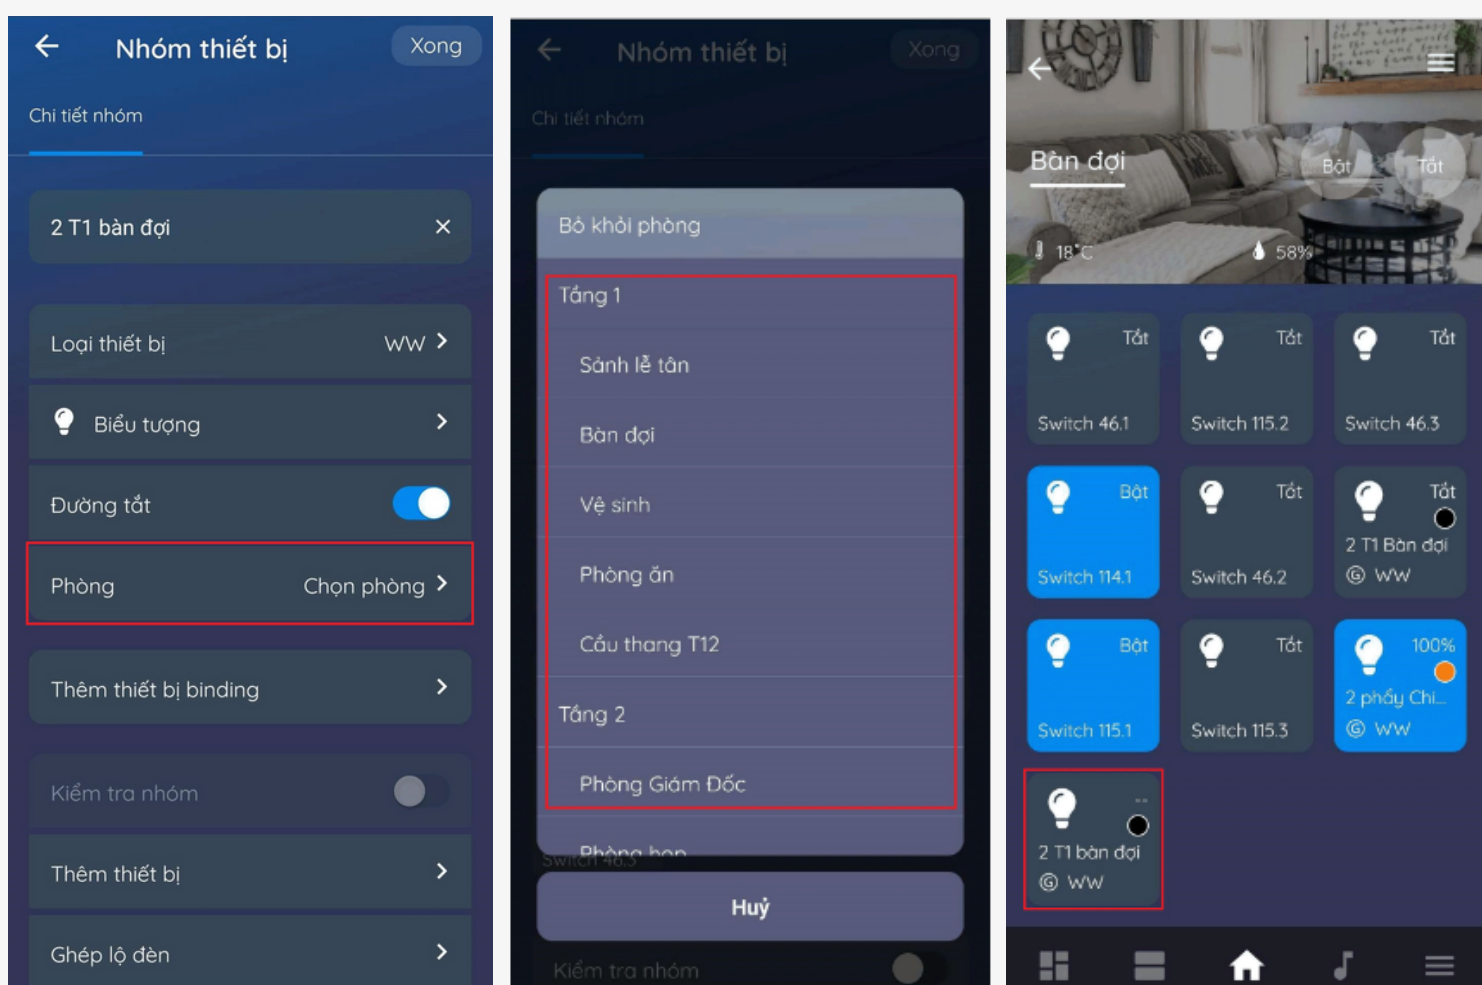 Nhóm thiết bị
Xong
Chi tiết nhóm
2 T1 bàn đợi
Loại thiết bị
WW
Biểu tượng
Đường tắt
Phòng
Chọn phòng
Thêm thiết bị binding
Kiểm tra nhóm
Thêm thiết bị
Ghép lộ đèn
Nhóm thiết bị
Xong
Chi tiết nhóm
Bỏ khỏi phòng
Tầng 1
Sảnh lễ tân
Bàn đợi
Vệ sinh
Phòng ăn
Cầu thang T12
Tầng 2
Phòng Giám Đốc
Phòng họp
Switch 46.3
Huỷ
Kiểm tra nhóm
Bàn đợi
Bật
Tắt
18°C
58%
Tắt
Switch 46.1
Tắt
Switch 115.2
Tắt
Switch 46.3
Bật
Switch 114.1
Tắt
Switch 46.2
Tắt
2 T1 Bàn đợi
G WW
Bật
Switch 115.1
Tắt
Switch 115.3
100%
2 phẩy Chi...
G WW
--
2 T1 bàn đợi
G WW